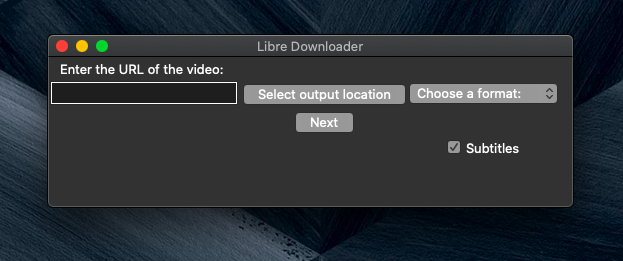 Libre Downloader
Enter the URL of the video:
Select output location
Choose a format:
Next
Subtitles